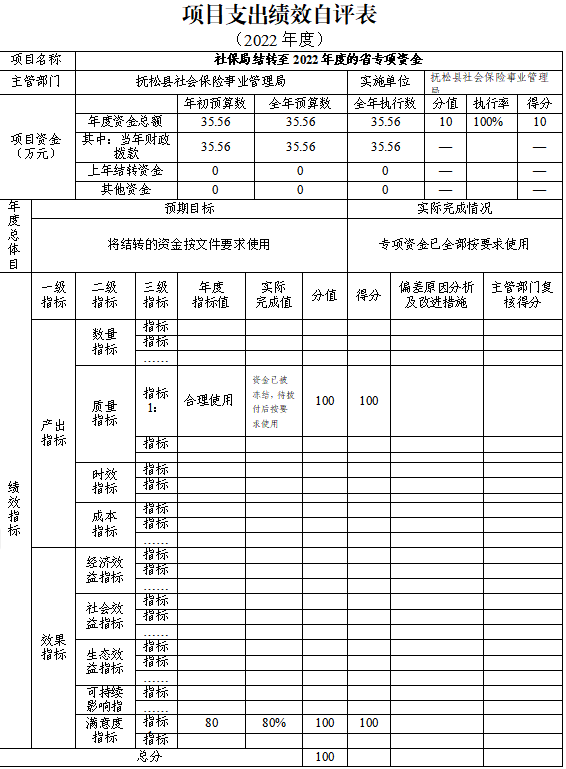 项目支出绩效自评表
（2022 年度）
项目名称 社保局结转至 2022 年度的省专项资金
主管部门 抚松县社会保险事业管理局 实施单位 抚松县社会保险事业管理局
项目资金（万元） 年初预算数 全年预算数 全年执行数 分值 执行率 得分
年度资金总额 35.56 35.56 35.56 10 100% 10
其中：当年财政拨款 35.56 35.56 35.56 — —
上年结转资金 0 0 0 — —
其他资金 0 0 0 — —
年度总体目 预期目标 实际完成情况
将结转的资金按文件要求使用 专项资金已全部按要求使用
绩效指标 一级指标 二级指标 三级指标 年度指标值 实际完成值 分值 得分 偏差原因分析及改进措施 主管部门复核得分
产出指标 数量指标 指标
指标
……
质量指标 指标1： 合理使用 资金已被冻结，待拨付后按要求使用 100 100
指标
时效指标 指标
指标
成本指标 指标
指标
……
效果指标 经济效益指标 指标
指标
……
社会效益指标 指标
指标
……
生态效益指标 指标
指标
……
可持续影响指 指标
……
满意度指标 指标 80 80% 100 100
指标
总分 100